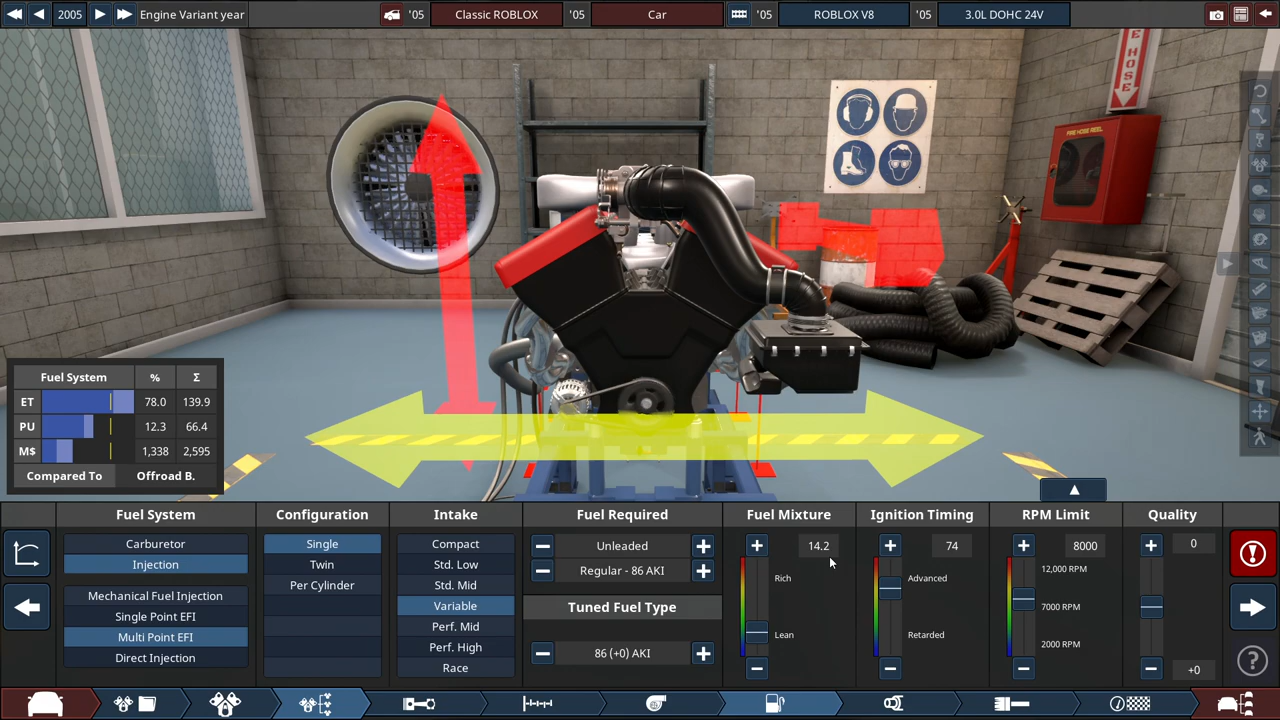 2005 Engine Variant year '05 Classic ROBLOX '05 Car '05 ROBLOX V8 '05 3.0L DOHC 24V
HOSE
FIRE HOSE REEL
Fuel System % Σ
ET 78.0 139.9
PU 12.3 66.4
M$ 1,338 2,595
Compared To Offroad B.
Fuel System
Carburetor
Injection
Mechanical Fuel Injection
Single Point EFI
Multi Point EFI
Direct Injection
Configuration
Single
Twin
Per Cylinder
Intake
Compact
Std. Low
Std. Mid
Variable
Perf. Mid
Perf. High
Race
Fuel Required
Unleaded
Regular - 86 AKI
Tuned Fuel Type
86 (+0) AKI
Fuel Mixture
14.2
Rich
Lean
Ignition Timing
74
Advanced
Retarded
RPM Limit
8000
12,000 RPM
7000 RPM
2000 RPM
Quality
0
+0